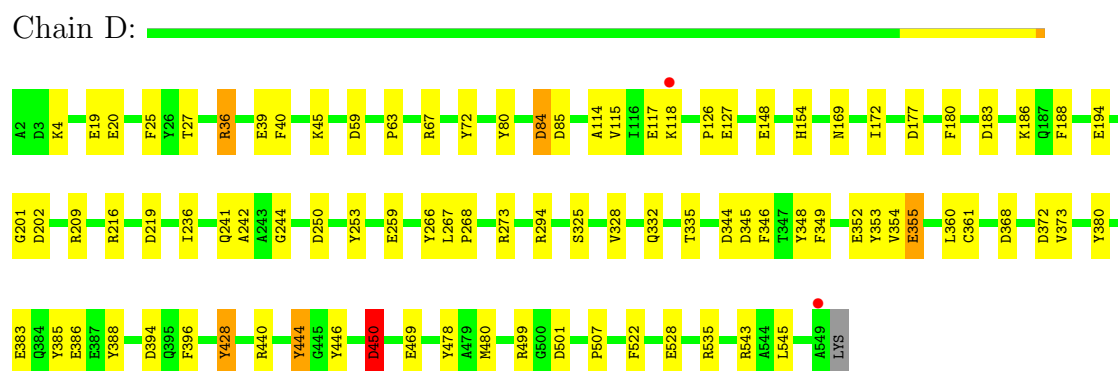 Chain D:
A2 D3 K4 E19 E20 F25 Y26 T27 R36 E39 F40 K45 D59 P63 R67 Y72 Y80 D84 D85 A114 V115 I116 E117 K118 P126 E127 E148 H154 N169 I172 D177 F180 D183 K186 Q187 F188 E194
G201 D202 R209 R216 D219 I236 Q241 A242 A243 G244 D250 Y253 E259 Y266 L267 P268 R273 R294 S325 V328 Q332 T335 D344 D345 F346 T347 Y348 F349 E352 Y353 V354 E355 L360 C361 D368 D372 V373 Y380
E383 Q384 Y385 E386 E387 Y388 D394 Q395 F396 Y428 R440 Y444 G445 Y446 D450 E469 Y478 A479 M480 R499 G500 D501 P507 F522 E528 R535 R543 A544 L545 A549 LYS